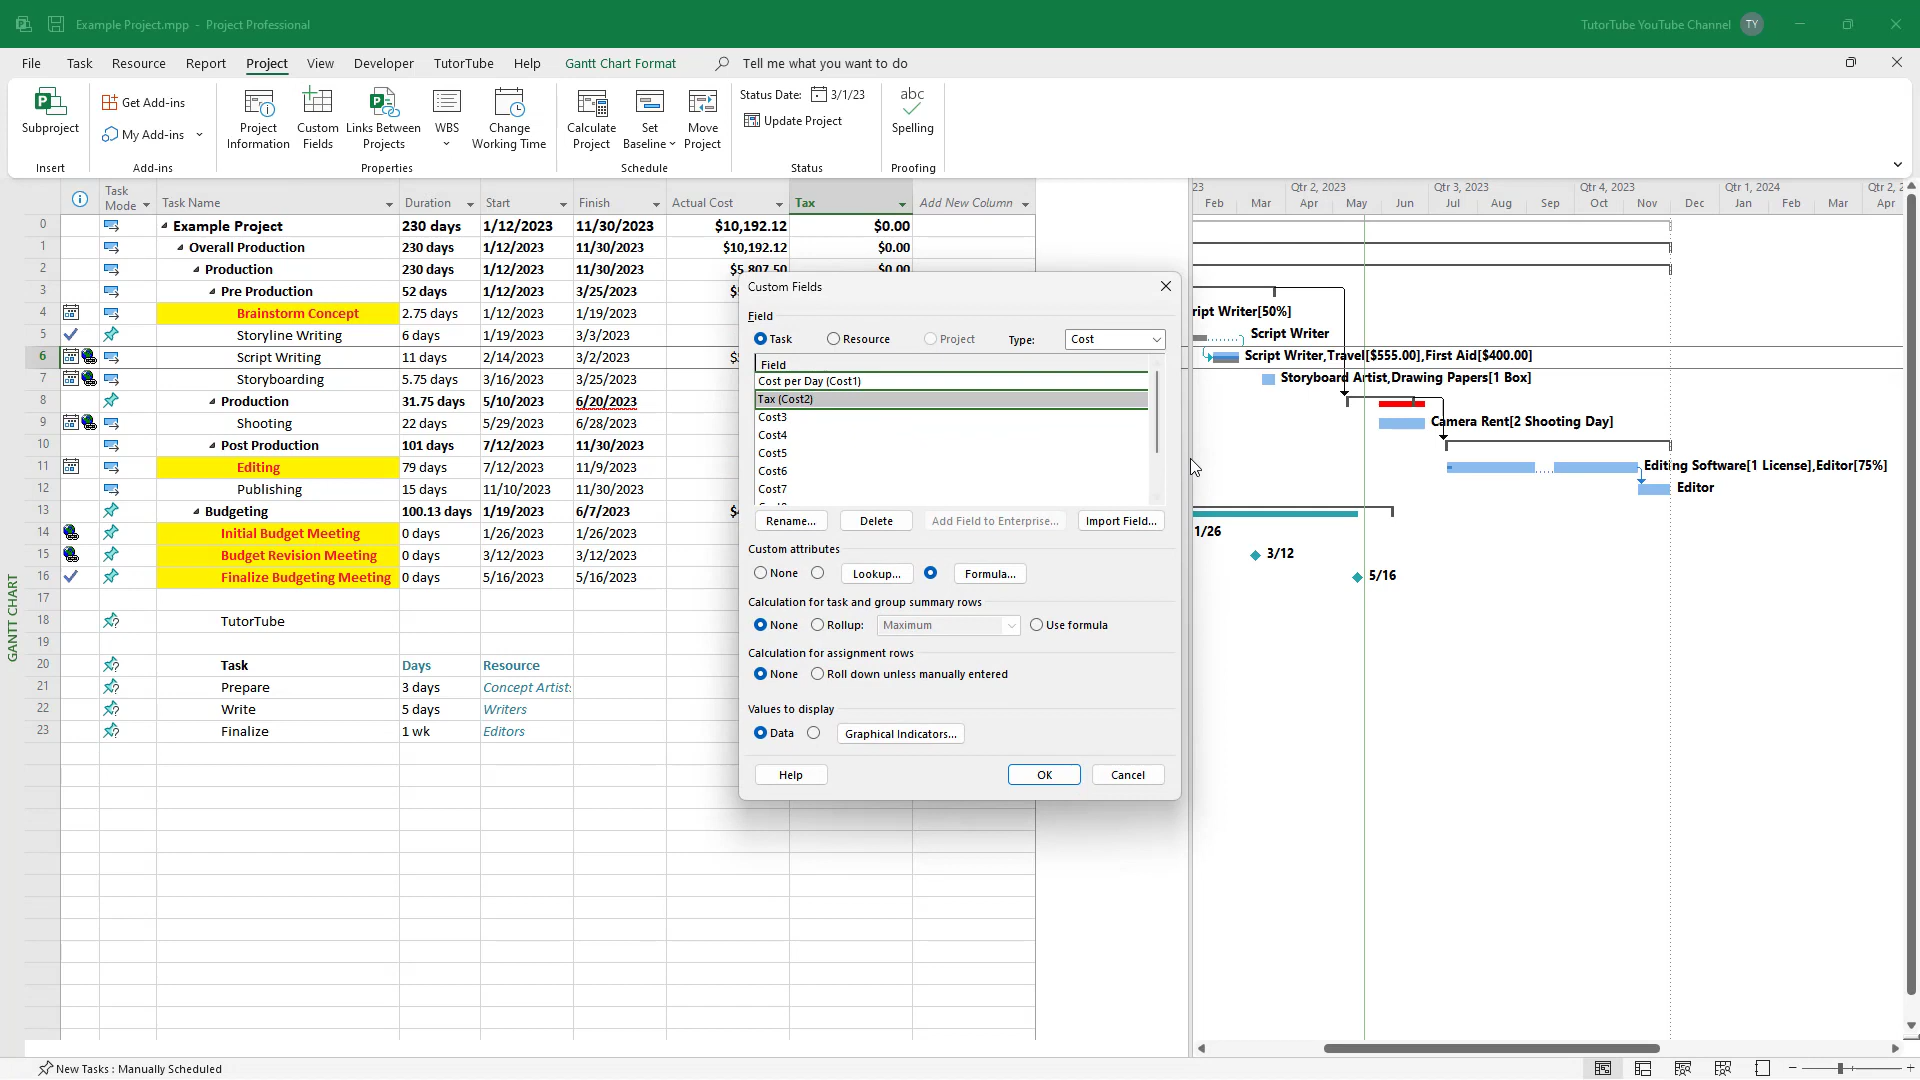 Example Project.mpp - Project Professional
TutorTube YouTube Channel TY
File Task Resource Report Project View Developer TutorTube Help Gantt Chart Format Tell me what you want to do
Subproject
Insert
Get Add-ins
My Add-ins
Add-ins
Project Information
Custom Fields
Links Between Projects
WBS
Change Working Time
Properties
Calculate Project
Set Baseline
Move Project
Schedule
Status Date: 3/1/23
Update Project
Status
abc
Spelling
Proofing
Task Mode Task Name Duration Start Finish Actual Cost Tax Add New Column
0 Example Project 230 days 1/12/2023 11/30/2023 $10,192.12 $0.00
1 Overall Production 230 days 1/12/2023 11/30/2023 $10,192.12 $0.00
2 Production 230 days 1/12/2023 11/30/2023 $5,807.50 $0.00
3 Pre Production 52 days 1/12/2023 3/25/2023
4 Brainstorm Concept 2.75 days 1/12/2023 1/19/2023
5 Storyline Writing 6 days 1/19/2023 3/3/2023
6 Script Writing 11 days 2/14/2023 3/2/2023
7 Storyboarding 5.75 days 3/16/2023 3/25/2023
8 Production 31.75 days 5/10/2023 6/20/2023
9 Shooting 22 days 5/29/2023 6/28/2023
10 Post Production 101 days 7/12/2023 11/30/2023
11 Editing 79 days 7/12/2023 11/9/2023
12 Publishing 15 days 11/10/2023 11/30/2023
13 Budgeting 100.13 days 1/19/2023 6/7/2023
14 Initial Budget Meeting 0 days 1/26/2023 1/26/2023
15 Budget Revision Meeting 0 days 3/12/2023 3/12/2023
16 Finalize Budgeting Meeting 0 days 5/16/2023 5/16/2023
17
18 TutorTube
19
20 Task Days Resource
21 Prepare 3 days Concept Artist:
22 Write 5 days Writers
23 Finalize 1 wk Editors
GANTT CHART
Custom Fields
Field
Task Resource Project Type: Cost
Field
Cost per Day (Cost1)
Tax (Cost2)
Cost3
Cost4
Cost5
Cost6
Cost7
Rename... Delete Add Field to Enterprise... Import Field...
Custom attributes
None Lookup... Formula...
Calculation for task and group summary rows
None Rollup: Maximum Use formula
Calculation for assignment rows
None Roll down unless manually entered
Values to display
Data Graphical Indicators...
Help OK Cancel
23 Qtr 2, 2023 Qtr 3, 2023 Qtr 4, 2023 Qtr 1, 2024 Qtr 2, 2
Feb Mar Apr May Jun Jul Aug Sep Oct Nov Dec Jan Feb Mar Apr
ript Writer[50%]
Script Writer
Script Writer,Travel[$555.00],First Aid[$400.00]
Storyboard Artist,Drawing Papers[1 Box]
Camera Rent[2 Shooting Day]
Editing Software[1 License],Editor[75%]
Editor
1/26
3/12
5/16
New Tasks : Manually Scheduled